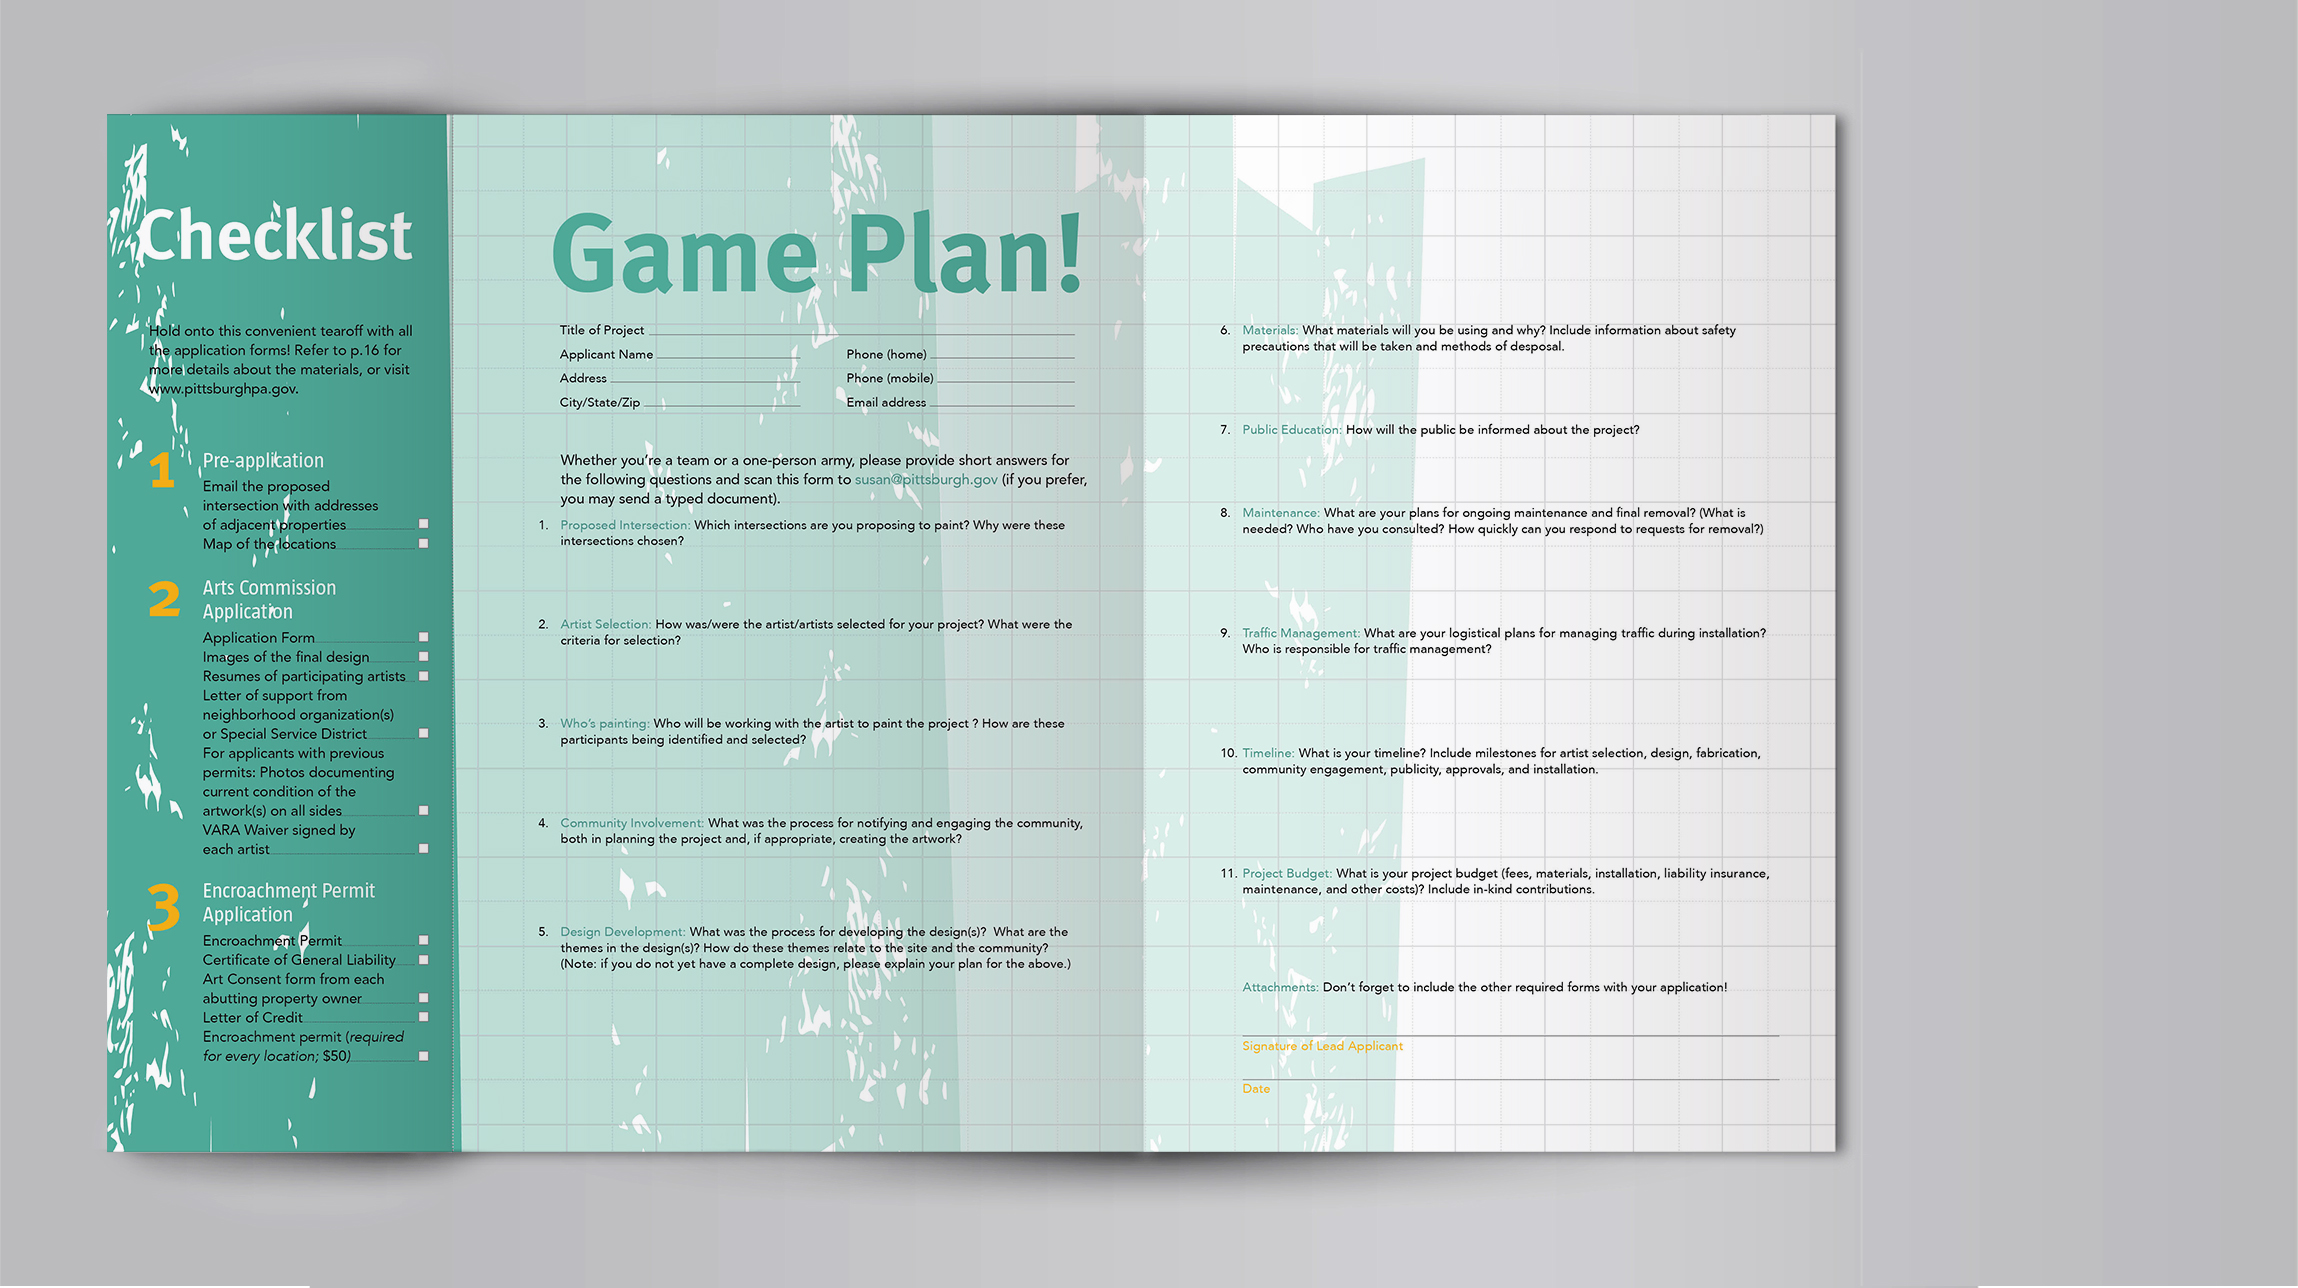 Checklist
Hold onto this convenient tearoff with all
the application forms! Refer to p.16 for
more details about the materials, or visit
www.pittsburghpa.gov.
1 Pre-application
Email the proposed
intersection with addresses
of adjacent properties
Map of the locations
2 Arts Commission
Application
Application Form
Images of the final design
Resumes of participating artists
Letter of support from
neighborhood organization(s)
or Special Service District
For applicants with previous
permits: Photos documenting
current condition of the
artwork(s) on all sides
VARA Waiver signed by
each artist
3 Encroachment Permit
Application
Encroachment Permit
Certificate of General Liability
Art Consent form from each
abutting property owner
Letter of Credit
Encroachment permit (required
for every location; $50)
Game Plan!
Title of Project
Applicant Name
Phone (home)
Address
Phone (mobile)
City/State/Zip
Email address
Whether you're a team or a one-person army, please provide short answers for
the following questions and scan this form to susan@pittsburgh.gov (if you prefer,
you may send a typed document).
1. Proposed Intersection: Which intersections are you proposing to paint? Why were these
intersections chosen?
2. Artist Selection: How was/were the artist/artists selected for your project? What were the
criteria for selection?
3. Who's painting: Who will be working with the artist to paint the project ? How are these
participants being identified and selected?
4. Community Involvement: What was the process for notifying and engaging the community,
both in planning the project and, if appropriate, creating the artwork?
5. Design Development: What was the process for developing the design(s)? What are the
themes in the design(s)? How do these themes relate to the site and the community?
(Note: if you do not yet have a complete design, please explain your plan for the above.)
6. Materials: What materials will you be using and why? Include information about safety
precautions that will be taken and methods of desposal.
7. Public Education: How will the public be informed about the project?
8. Maintenance: What are your plans for ongoing maintenance and final removal? (What is
needed? Who have you consulted? How quickly can you respond to requests for removal?)
9. Traffic Management: What are your logistical plans for managing traffic during installation?
Who is responsible for traffic management?
10. Timeline: What is your timeline? Include milestones for artist selection, design, fabrication,
community engagement, publicity, approvals, and installation.
11. Project Budget: What is your project budget (fees, materials, installation, liability insurance,
maintenance, and other costs)? Include in-kind contributions.
Attachments: Don't forget to include the other required forms with your application!
Signature of Lead Applicant
Date